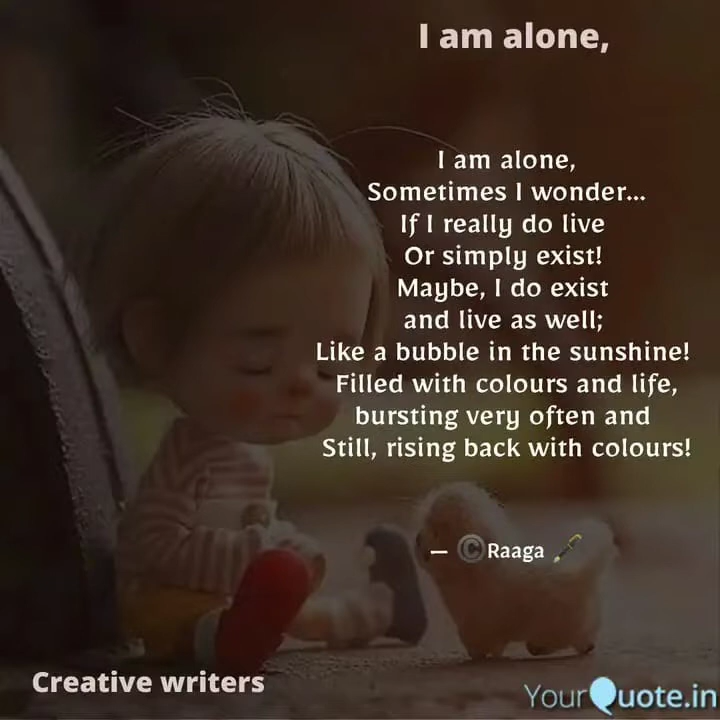 I am alone,
I am alone,
Sometimes I wonder...
If I really do live
Or simply exist!
Maybe, I do exist
and live as well;
Like a bubble in the sunshine!
Filled with colours and life,
bursting very often and
Still, rising back with colours!
— ©Raaga 🖋️
Creative writers
YourQuote.in